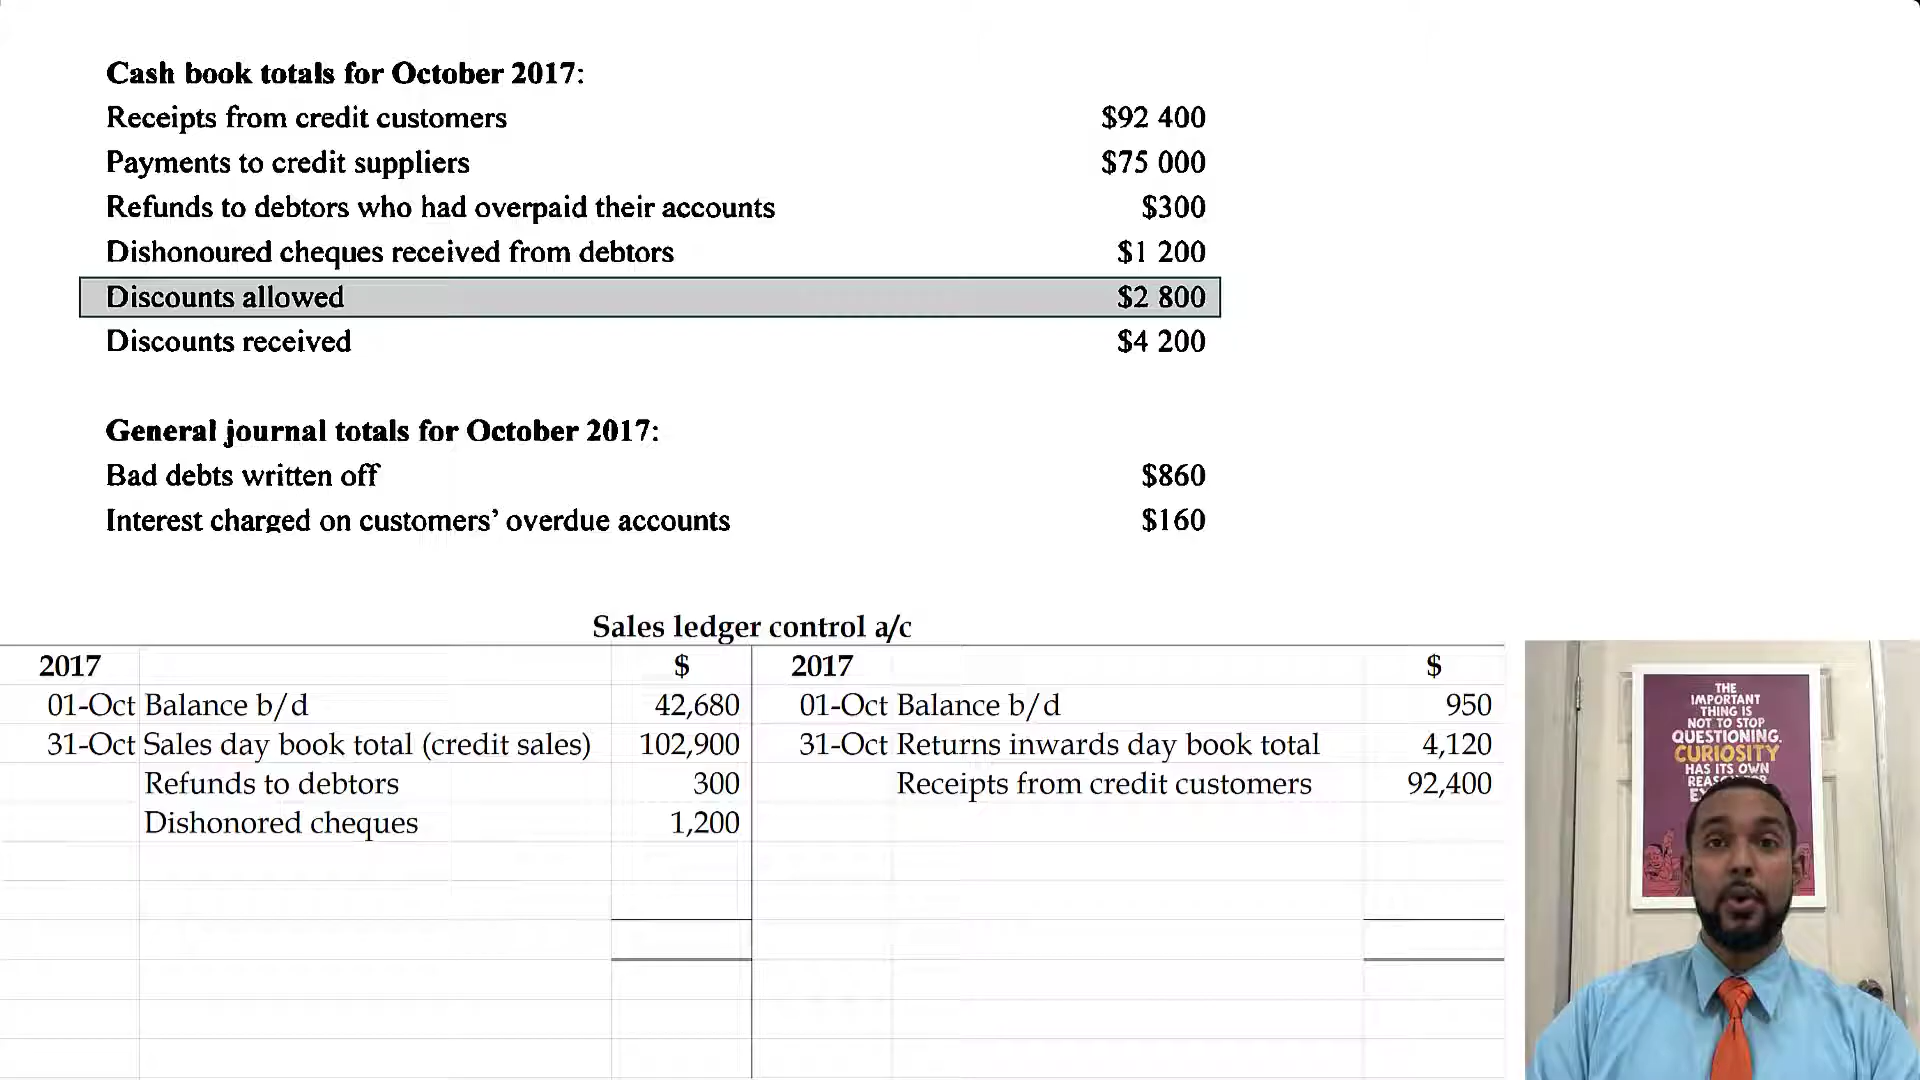 Cash book totals for October 2017:
Receipts from credit customers $92 400
Payments to credit suppliers $75 000
Refunds to debtors who had overpaid their accounts $300
Dishonoured cheques received from debtors $1 200
Discounts allowed $2 800
Discounts received $4 200
General journal totals for October 2017:
Bad debts written off $860
Interest charged on customers’ overdue accounts $160
Sales ledger control a/c
2017 $ 2017 $
01-Oct Balance b/d 42,680 01-Oct Balance b/d 950
31-Oct Sales day book total (credit sales) 102,900 31-Oct Returns inwards day book total 4,120
Refunds to debtors 300 Receipts from credit customers 92,400
Dishonored cheques 1,200
THE
IMPORTANT
THING IS
NOT TO STOP
QUESTIONING.
CURIOSITY
HAS ITS OWN